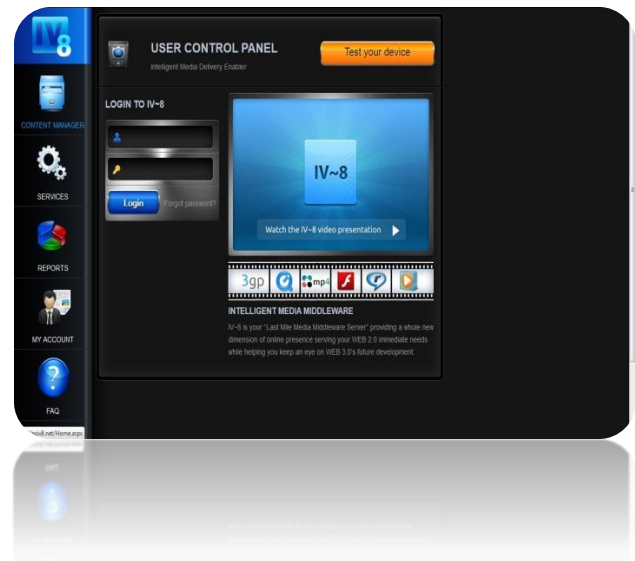 IV8
CONTENT MANAGER
SERVICES
REPORTS
MY ACCOUNT
FAQ
USER CONTROL PANEL
Intelligent Media Delivery Enabler
Test your device
LOGIN TO IV~8
Login
Forgot password?
IV~8
Watch the IV~8 video presentation
3gp
mp4
INTELLIGENT MEDIA MIDDLEWARE
IV~8 is your "Last Mile Media Middleware Server" providing a whole new
dimension of online presence serving your WEB 2.0 immediate needs
while helping you keep an eye on WEB 3.0's future development